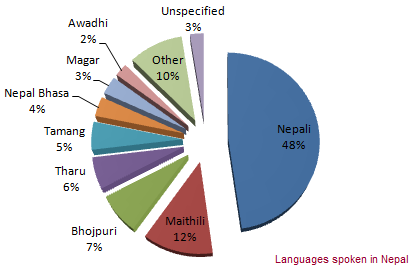 Unspecified
3%
Awadhi
2%
Magar
3%
Other
10%
Nepal Bhasa
4%
Nepali
48%
Tamang
5%
Tharu
6%
Maithili
12%
Bhojpuri
7%
Languages spoken in Nepal